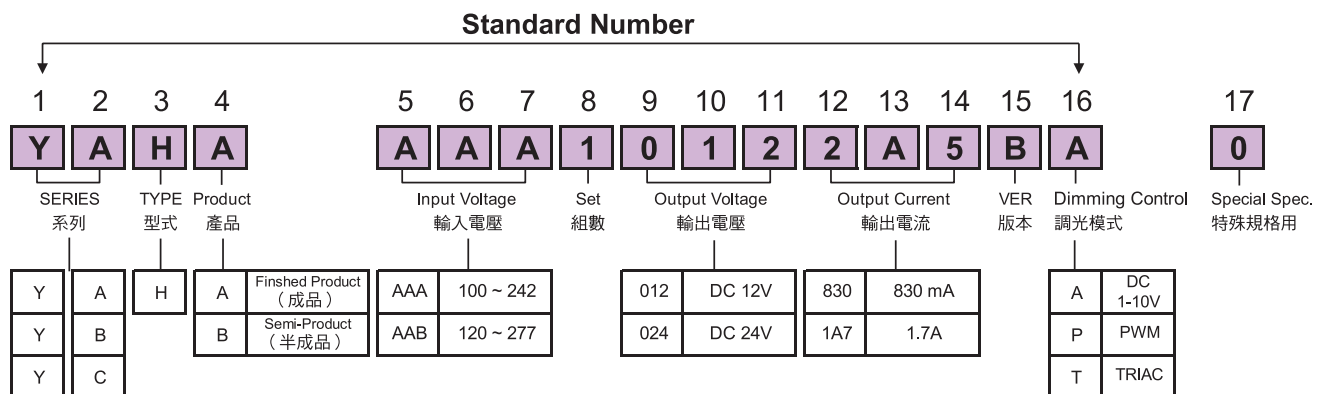 Standard Number
1 2 3 4 5 6 7 8 9 10 11 12 13 14 15 16 17
Y A H A A A A 1 0 1 2 2 A 5 B A 0
SERIES TYPE Product Input Voltage Set Output Voltage Output Current VER Dimming Control Special Spec.
系列 型式 產品 輸入電壓 組數 輸出電壓 輸出電流 版本 調光模式 特殊規格用
Y A H A Finshed Product AAA 100 ~ 242 012 DC 12V 830 830 mA A DC
(成品) 1-10V
Y B B Semi-Product AAB 120 ~ 277 024 DC 24V 1A7 1.7A P PWM
(半成品)
Y C T TRIAC